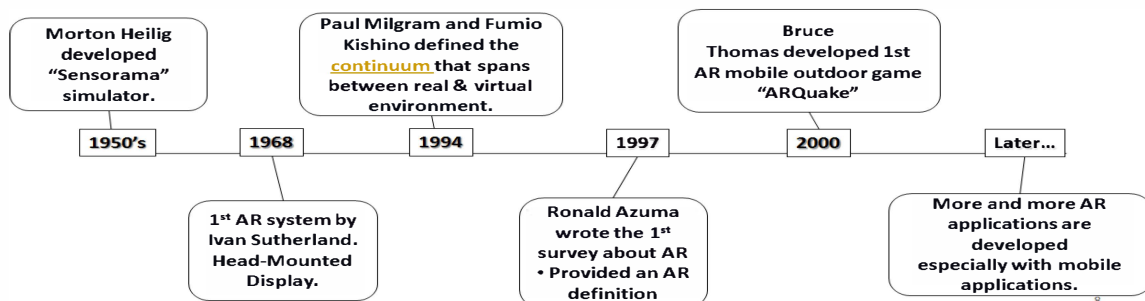 Morton Heilig
developed
“Sensorama”
simulator.
Paul Milgram and Fumio
Kishino defined the
continuum that spans
between real & virtual
environment.
Bruce
Thomas developed 1st
AR mobile outdoor game
“ARQuake”
1950's
1968
1994
1997
2000
Later...
1st AR system by
Ivan Sutherland.
Head-Mounted
Display.
Ronald Azuma
wrote the 1st
survey about AR
• Provided an AR
definition
More and more AR
applications are
developed
especially with mobile
applications.
8